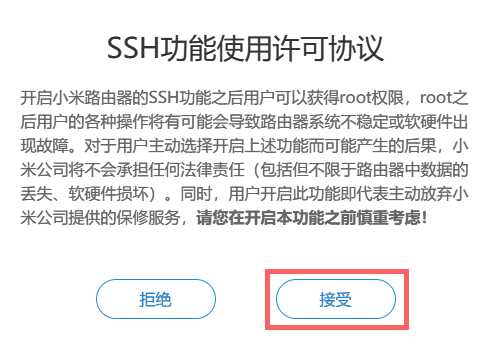 SSH功能使用许可协议
开启小米路由器的SSH功能之后用户可以获得root权限，root之
后用户的各种操作将有可能会导致路由器系统不稳定或软硬件出
现故障。对于用户主动选择开启上述功能而可能产生的后果，小
米公司将不会承担任何法律责任（包括但不限于路由器中数据的
丢失、软硬件损坏）。同时，用户开启此功能即代表主动放弃小
米公司提供的保修服务，请您在开启本功能之前慎重考虑！
拒绝
接受